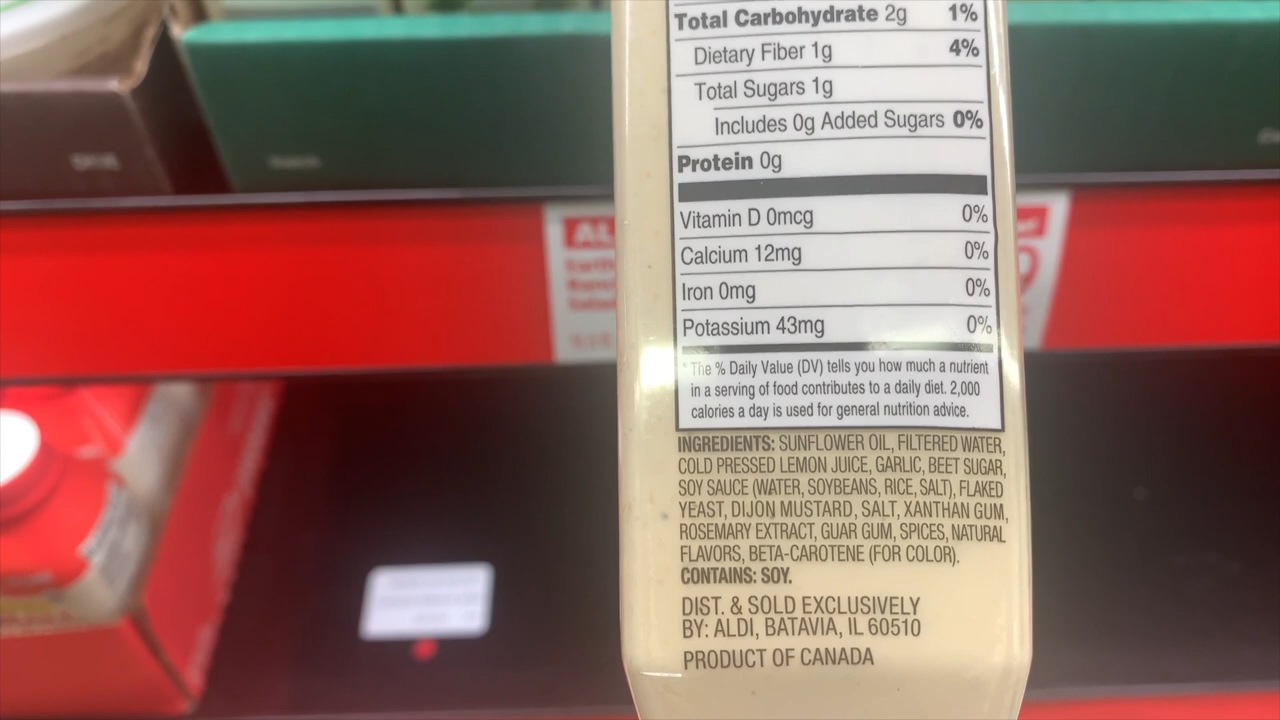 Total Carbohydrate 2g 1%
Dietary Fiber 1g 4%
Total Sugars 1g
Includes 0g Added Sugars 0%
Protein 0g
Vitamin D 0mcg 0%
Calcium 12mg 0%
Iron 0mg 0%
Potassium 43mg 0%
* The % Daily Value (DV) tells you how much a nutrient
in a serving of food contributes to a daily diet. 2,000
calories a day is used for general nutrition advice.
INGREDIENTS: SUNFLOWER OIL, FILTERED WATER,
COLD PRESSED LEMON JUICE, GARLIC, BEET SUGAR,
SOY SAUCE (WATER, SOYBEANS, RICE, SALT), FLAKED
YEAST, DIJON MUSTARD, SALT, XANTHAN GUM,
ROSEMARY EXTRACT, GUAR GUM, SPICES, NATURAL
FLAVORS, BETA-CAROTENE (FOR COLOR).
CONTAINS: SOY.
DIST. & SOLD EXCLUSIVELY
BY: ALDI, BATAVIA, IL 60510
PRODUCT OF CANADA